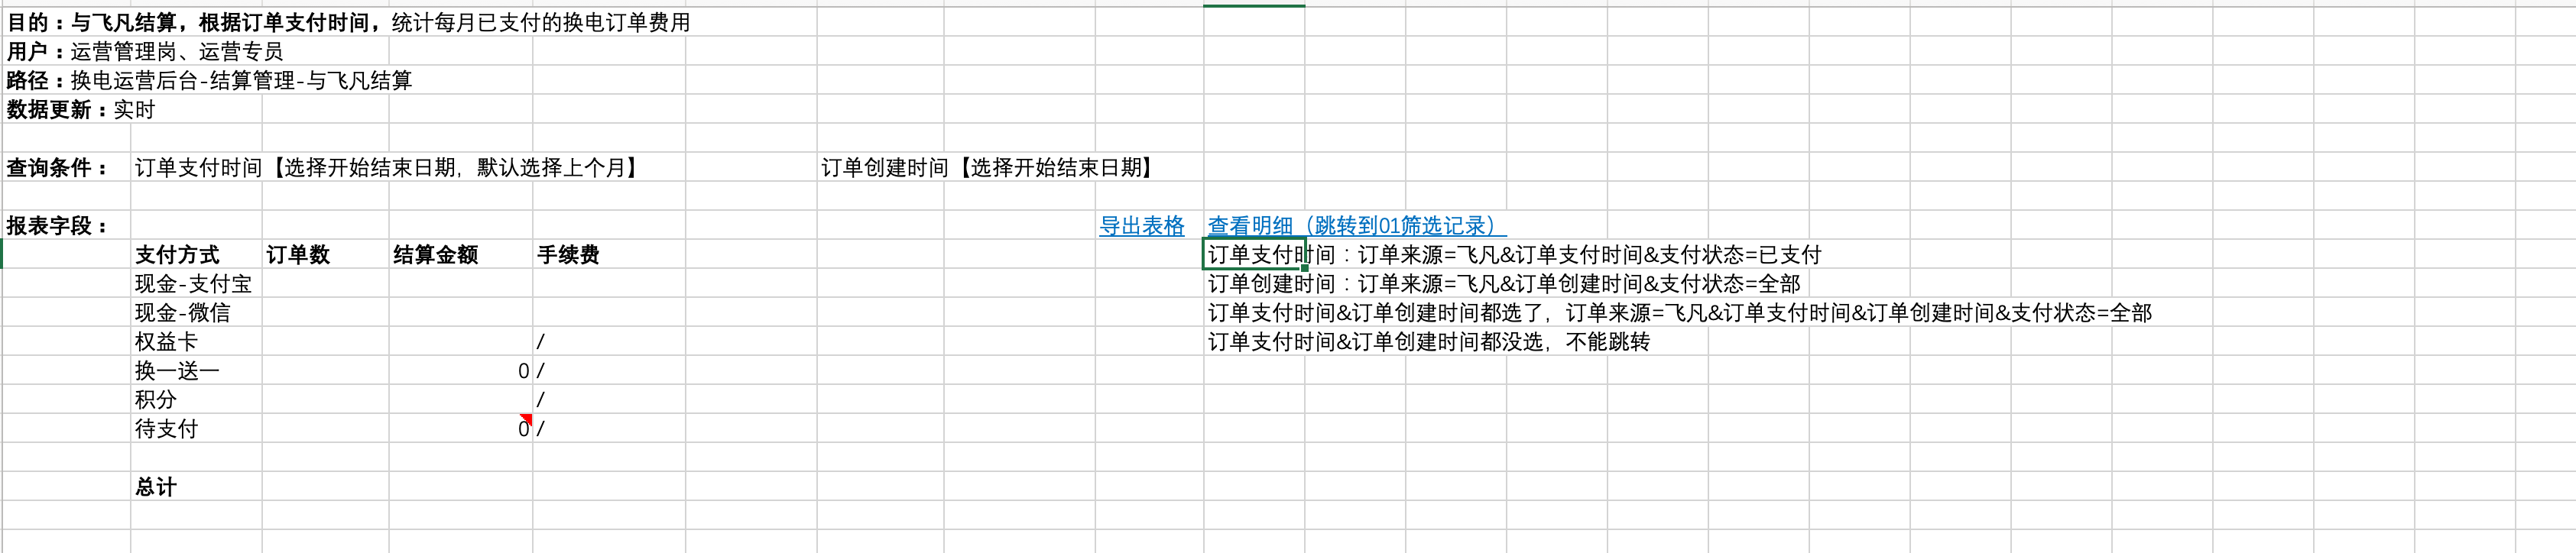 目的：与飞凡结算，根据订单支付时间，统计每月已支付的换电订单费用
用户：运营管理岗、运营专员
路径：换电运营后台-结算管理-与飞凡结算
数据更新：实时
查询条件： 订单支付时间【选择开始结束日期，默认选择上个月】 订单创建时间【选择开始结束日期】
报表字段： 导出表格 查看明细（跳转到01筛选记录）
支付方式 订单数 结算金额 手续费 订单支付时间：订单来源=飞凡&订单支付时间&支付状态=已支付
现金-支付宝 订单创建时间：订单来源=飞凡&订单创建时间&支付状态=全部
现金-微信 订单支付时间&订单创建时间都选了，订单来源=飞凡&订单支付时间&订单创建时间&支付状态=全部
权益卡 / 订单支付时间&订单创建时间都没选，不能跳转
换一送一 0 /
积分 /
待支付 0 /
总计